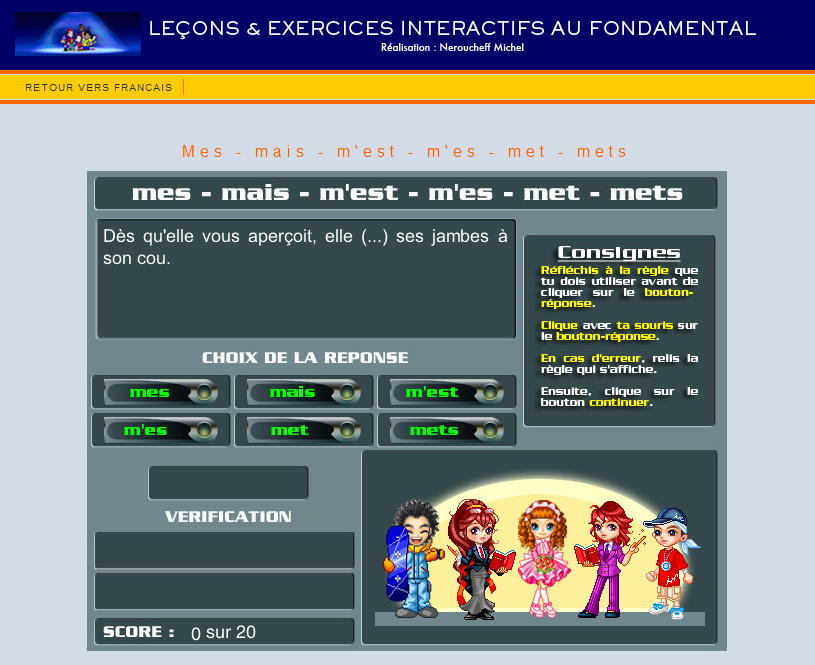 LEÇONS & EXERCICES INTERACTIFS AU FONDAMENTAL
Réalisation : Neroucheff Michel
RETOUR VERS FRANCAIS
Mes - mais - m'est - m'es - met - mets
mes - mais - m'est - m'es - met - mets
Dès qu'elle vous aperçoit, elle (...) ses jambes à
son cou.
CHOIX DE LA REPONSE
mes
mais
m'est
m'es
met
mets
Consignes
Réfléchis à la règle que
tu dois utiliser avant de
cliquer sur le bouton-
réponse.
Clique avec ta souris sur
le bouton-réponse.
En cas d'erreur, relis la
règle qui s'affiche.
Ensuite, clique sur le
bouton continuer.
VERIFICATION
SCORE : 0 sur 20